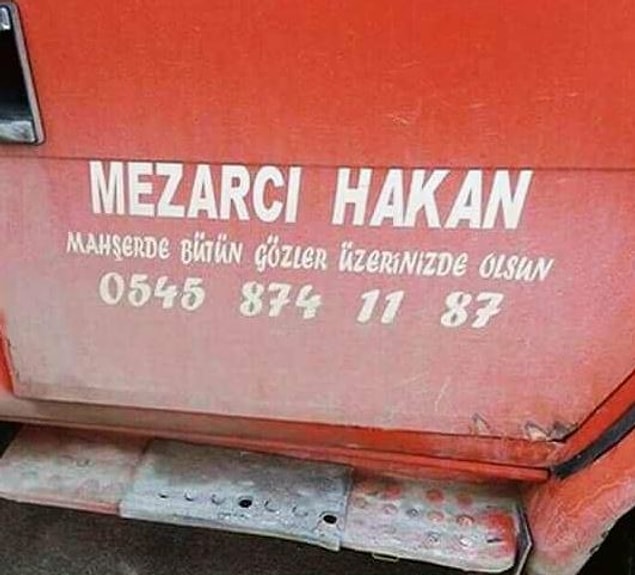 MEZARCI HAKAN
MAHŞERDE BÜTÜN GÖZLER ÜZERİNİZDE OLSUN
0545 874 11 87